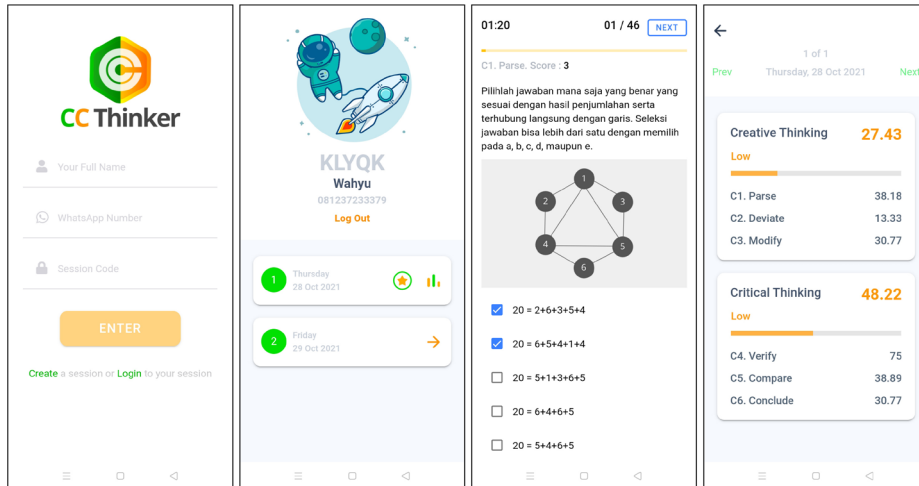 CC Thinker
Your Full Name
WhatsApp Number
Session Code
ENTER
Create a session or Login to your session
KLYQK
Wahyu
081237233379
Log Out
1
Thursday
28 Oct 2021
2
Friday
29 Oct 2021
01:20
01 / 46
NEXT
C1. Parse. Score : 3
Pilihlah jawaban mana saja yang benar yang
sesuai dengan hasil penjumlahan serta
terhubung langsung dengan garis. Seleksi
jawaban bisa lebih dari satu dengan memilih
pada a, b, c, d, maupun e.
1
2
3
4
5
6
20 = 2+6+3+5+4
20 = 6+5+4+1+4
20 = 5+1+3+6+5
20 = 6+4+6+5
20 = 5+4+6+5
1 of 1
Prev
Thursday, 28 Oct 2021
Next
Creative Thinking 27.43
Low
C1. Parse 38.18
C2. Deviate 13.33
C3. Modify 30.77
Critical Thinking 48.22
Low
C4. Verify 75
C5. Compare 38.89
C6. Conclude 30.77